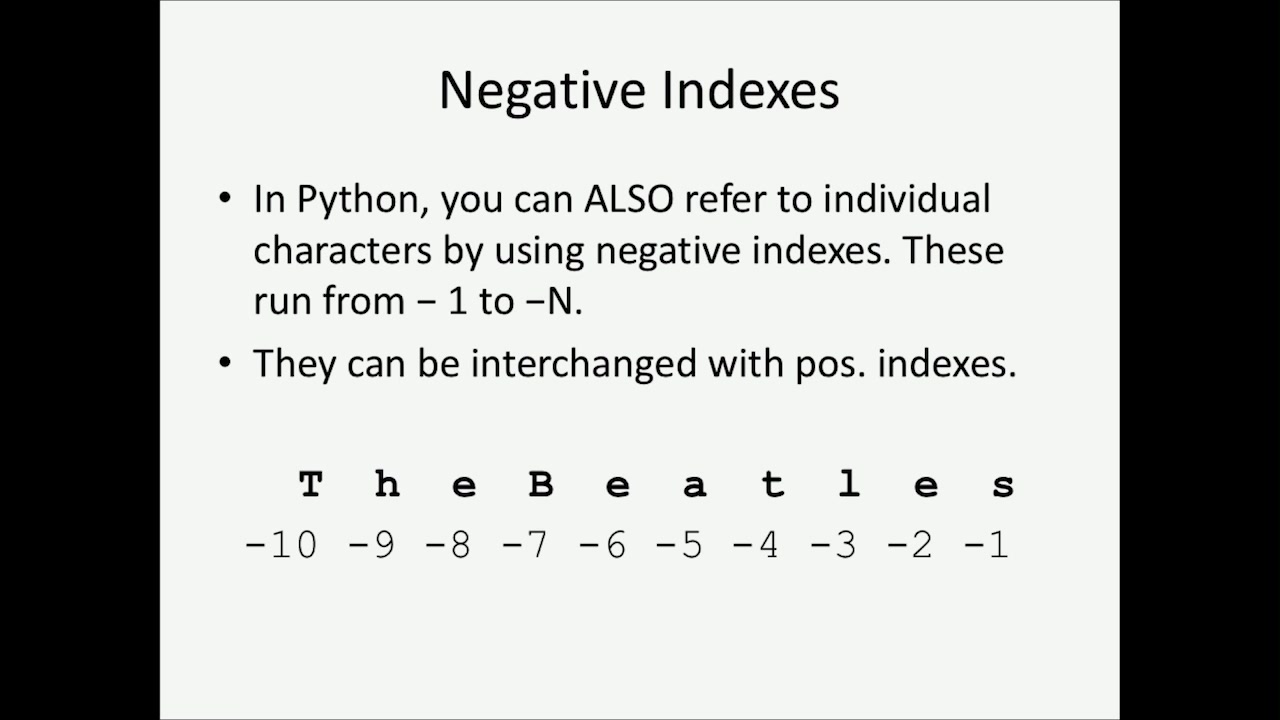 Negative Indexes
• In Python, you can ALSO refer to individual
characters by using negative indexes. These
run from − 1 to −N.
• They can be interchanged with pos. indexes.
T h e B e a t l e s
-10 -9 -8 -7 -6 -5 -4 -3 -2 -1